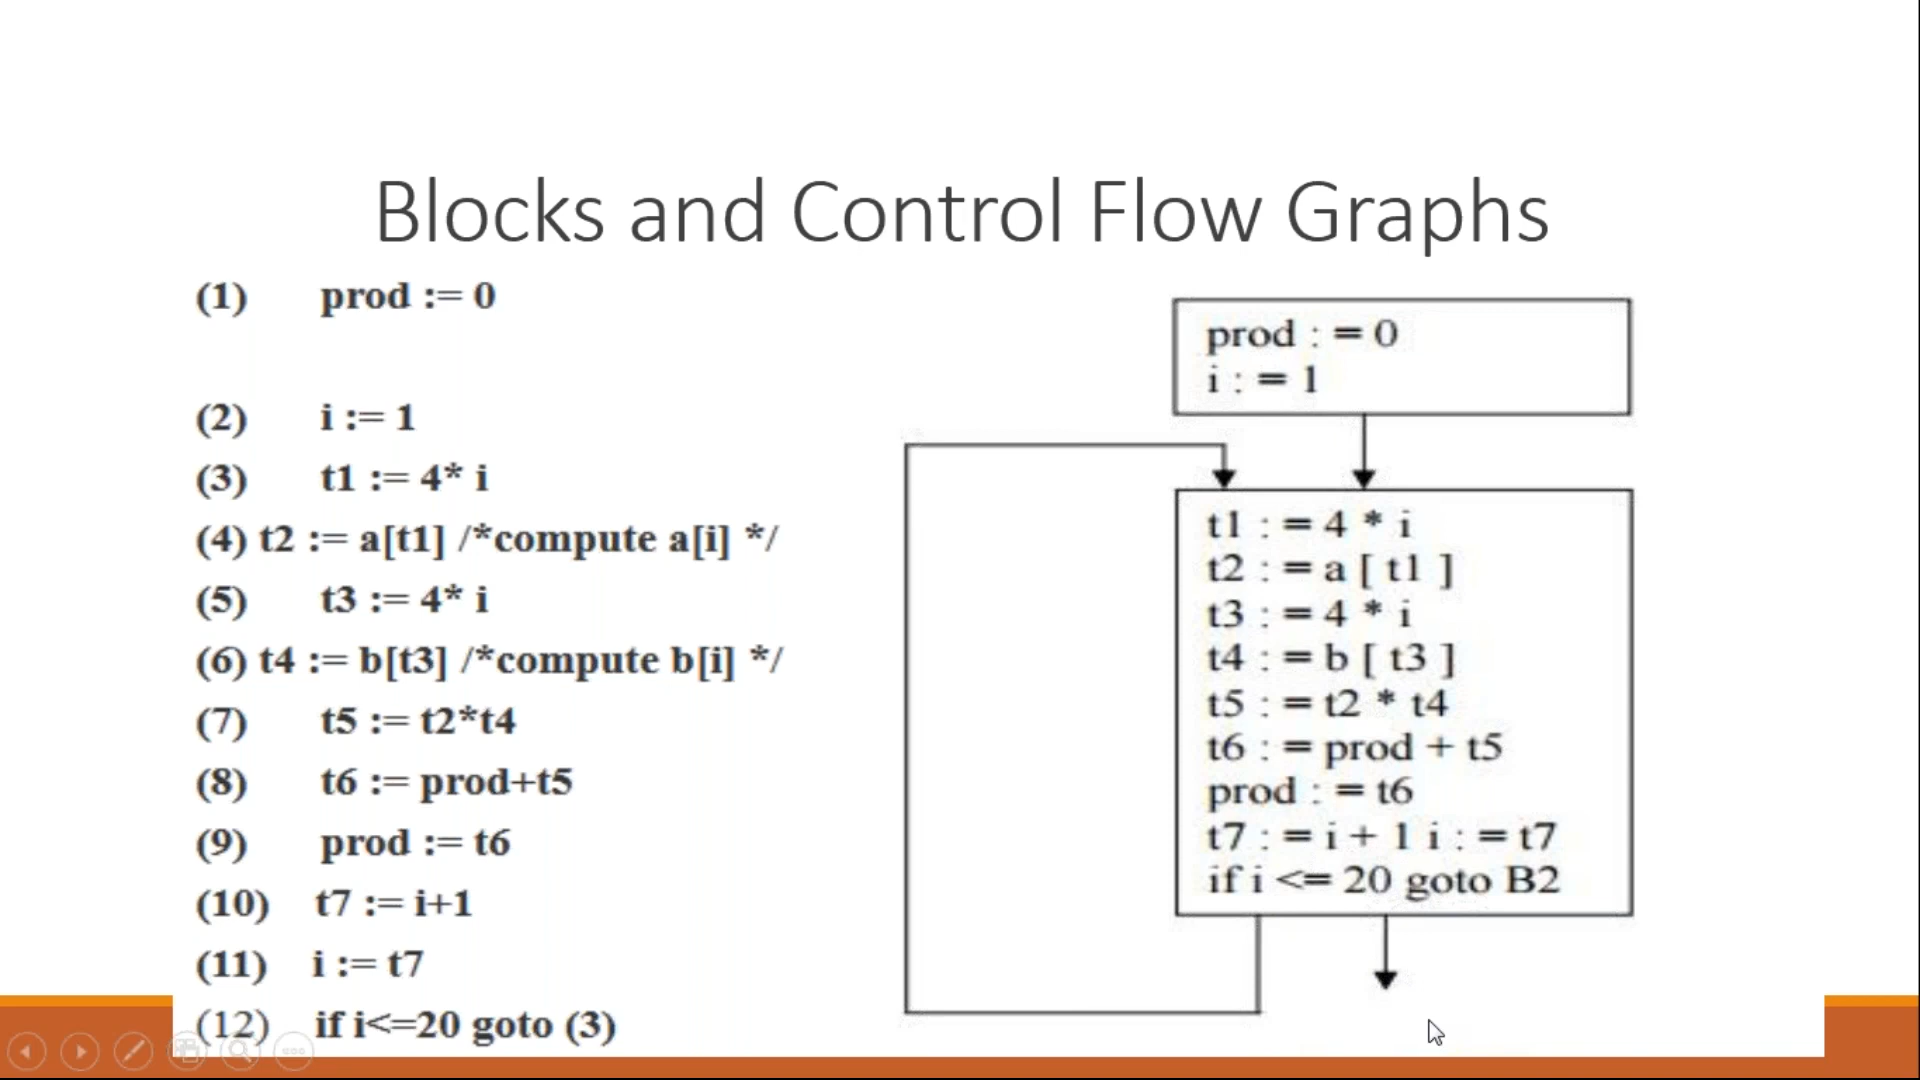 Blocks and Control Flow Graphs
(1) prod := 0
(2) i := 1
(3) t1 := 4* i
(4) t2 := a[t1] /*compute a[i] */
(5) t3 := 4* i
(6) t4 := b[t3] /*compute b[i] */
(7) t5 := t2*t4
(8) t6 := prod+t5
(9) prod := t6
(10) t7 := i+1
(11) i := t7
(12) if i<=20 goto (3)
prod : = 0
i : = 1
t1 : = 4 * i
t2 : = a [ t1 ]
t3 : = 4 * i
t4 : = b [ t3 ]
t5 : = t2 * t4
t6 : = prod + t5
prod : = t6
t7 : = i + 1 i : = t7
if i <= 20 goto B2